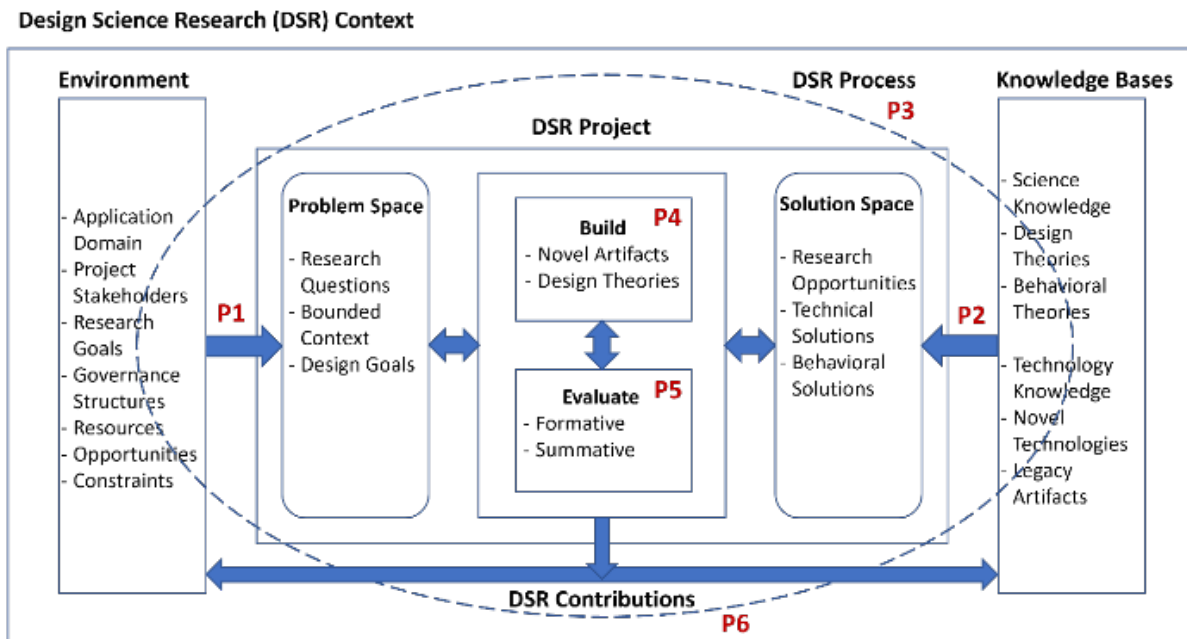 Design Science Research (DSR) Context
Environment
- Application
Domain
- Project
Stakeholders
- Research
Goals
- Governance
Structures
- Resources
- Opportunities
- Constraints
P1
DSR Process
P3
DSR Project
Problem Space
- Research
Questions
- Bounded
Context
- Design Goals
P4
Build
- Novel Artifacts
- Design Theories
P5
Evaluate
- Formative
- Summative
Solution Space
- Research
Opportunities
- Technical
Solutions
- Behavioral
Solutions
P2
Knowledge Bases
- Science
Knowledge
- Design
Theories
- Behavioral
Theories
- Technology
Knowledge
- Novel
Technologies
- Legacy
Artifacts
DSR Contributions
P6